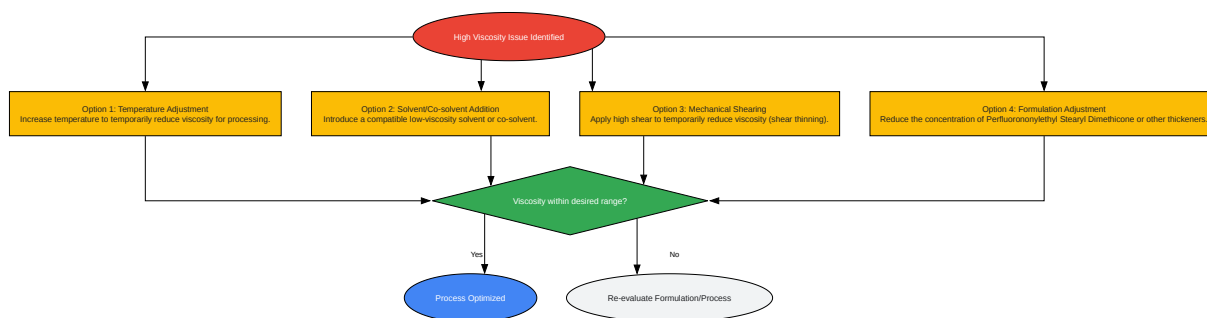 High Viscosity Issue Identified
Option 1: Temperature Adjustment
Increase temperature to temporarily reduce viscosity for processing.
Option 2: Solvent/Co-solvent Addition
Introduce a compatible low-viscosity solvent or co-solvent.
Option 3: Mechanical Shearing
Apply high shear to temporarily reduce viscosity (shear thinning).
Option 4: Formulation Adjustment
Reduce the concentration of Perfluorononylethyl Stearyl Dimethicone or other thickeners.
Viscosity within desired range?
Yes
No
Process Optimized
Re-evaluate Formulation/Process